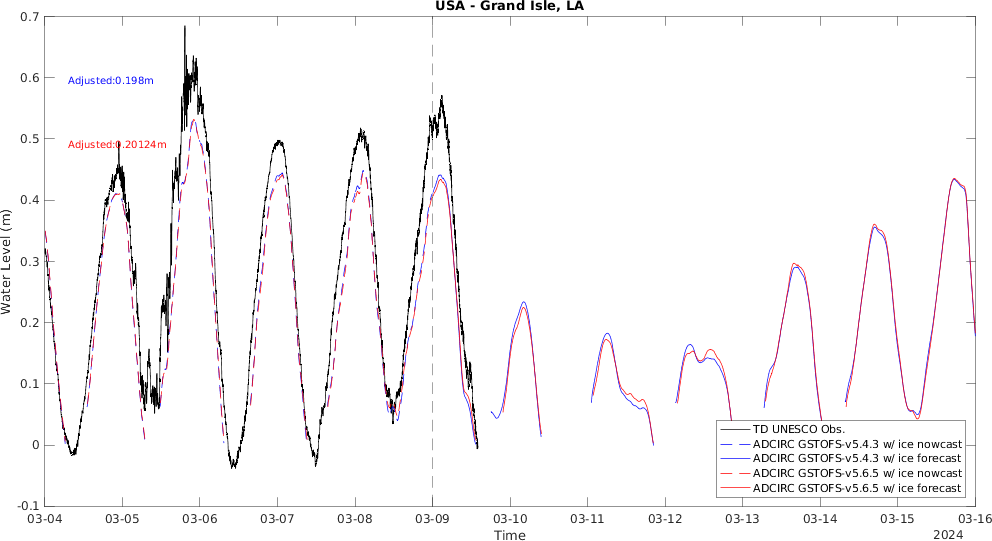 USA - Grand Isle, LA
0.7
0.6
0.5
0.4
0.3
0.2
0.1
0
-0.1
Water Level (m)
Adjusted:0.198m
Adjusted:0.20124m
TD UNESCO Obs.
ADCIRC GSTOFS-v5.4.3 w/ ice nowcast
ADCIRC GSTOFS-v5.4.3 w/ ice forecast
ADCIRC GSTOFS-v5.6.5 w/ ice nowcast
ADCIRC GSTOFS-v5.6.5 w/ ice forecast
03-04 03-05 03-06 03-07 03-08 03-09 03-10 03-11 03-12 03-13 03-14 03-15 03-16
Time
2024